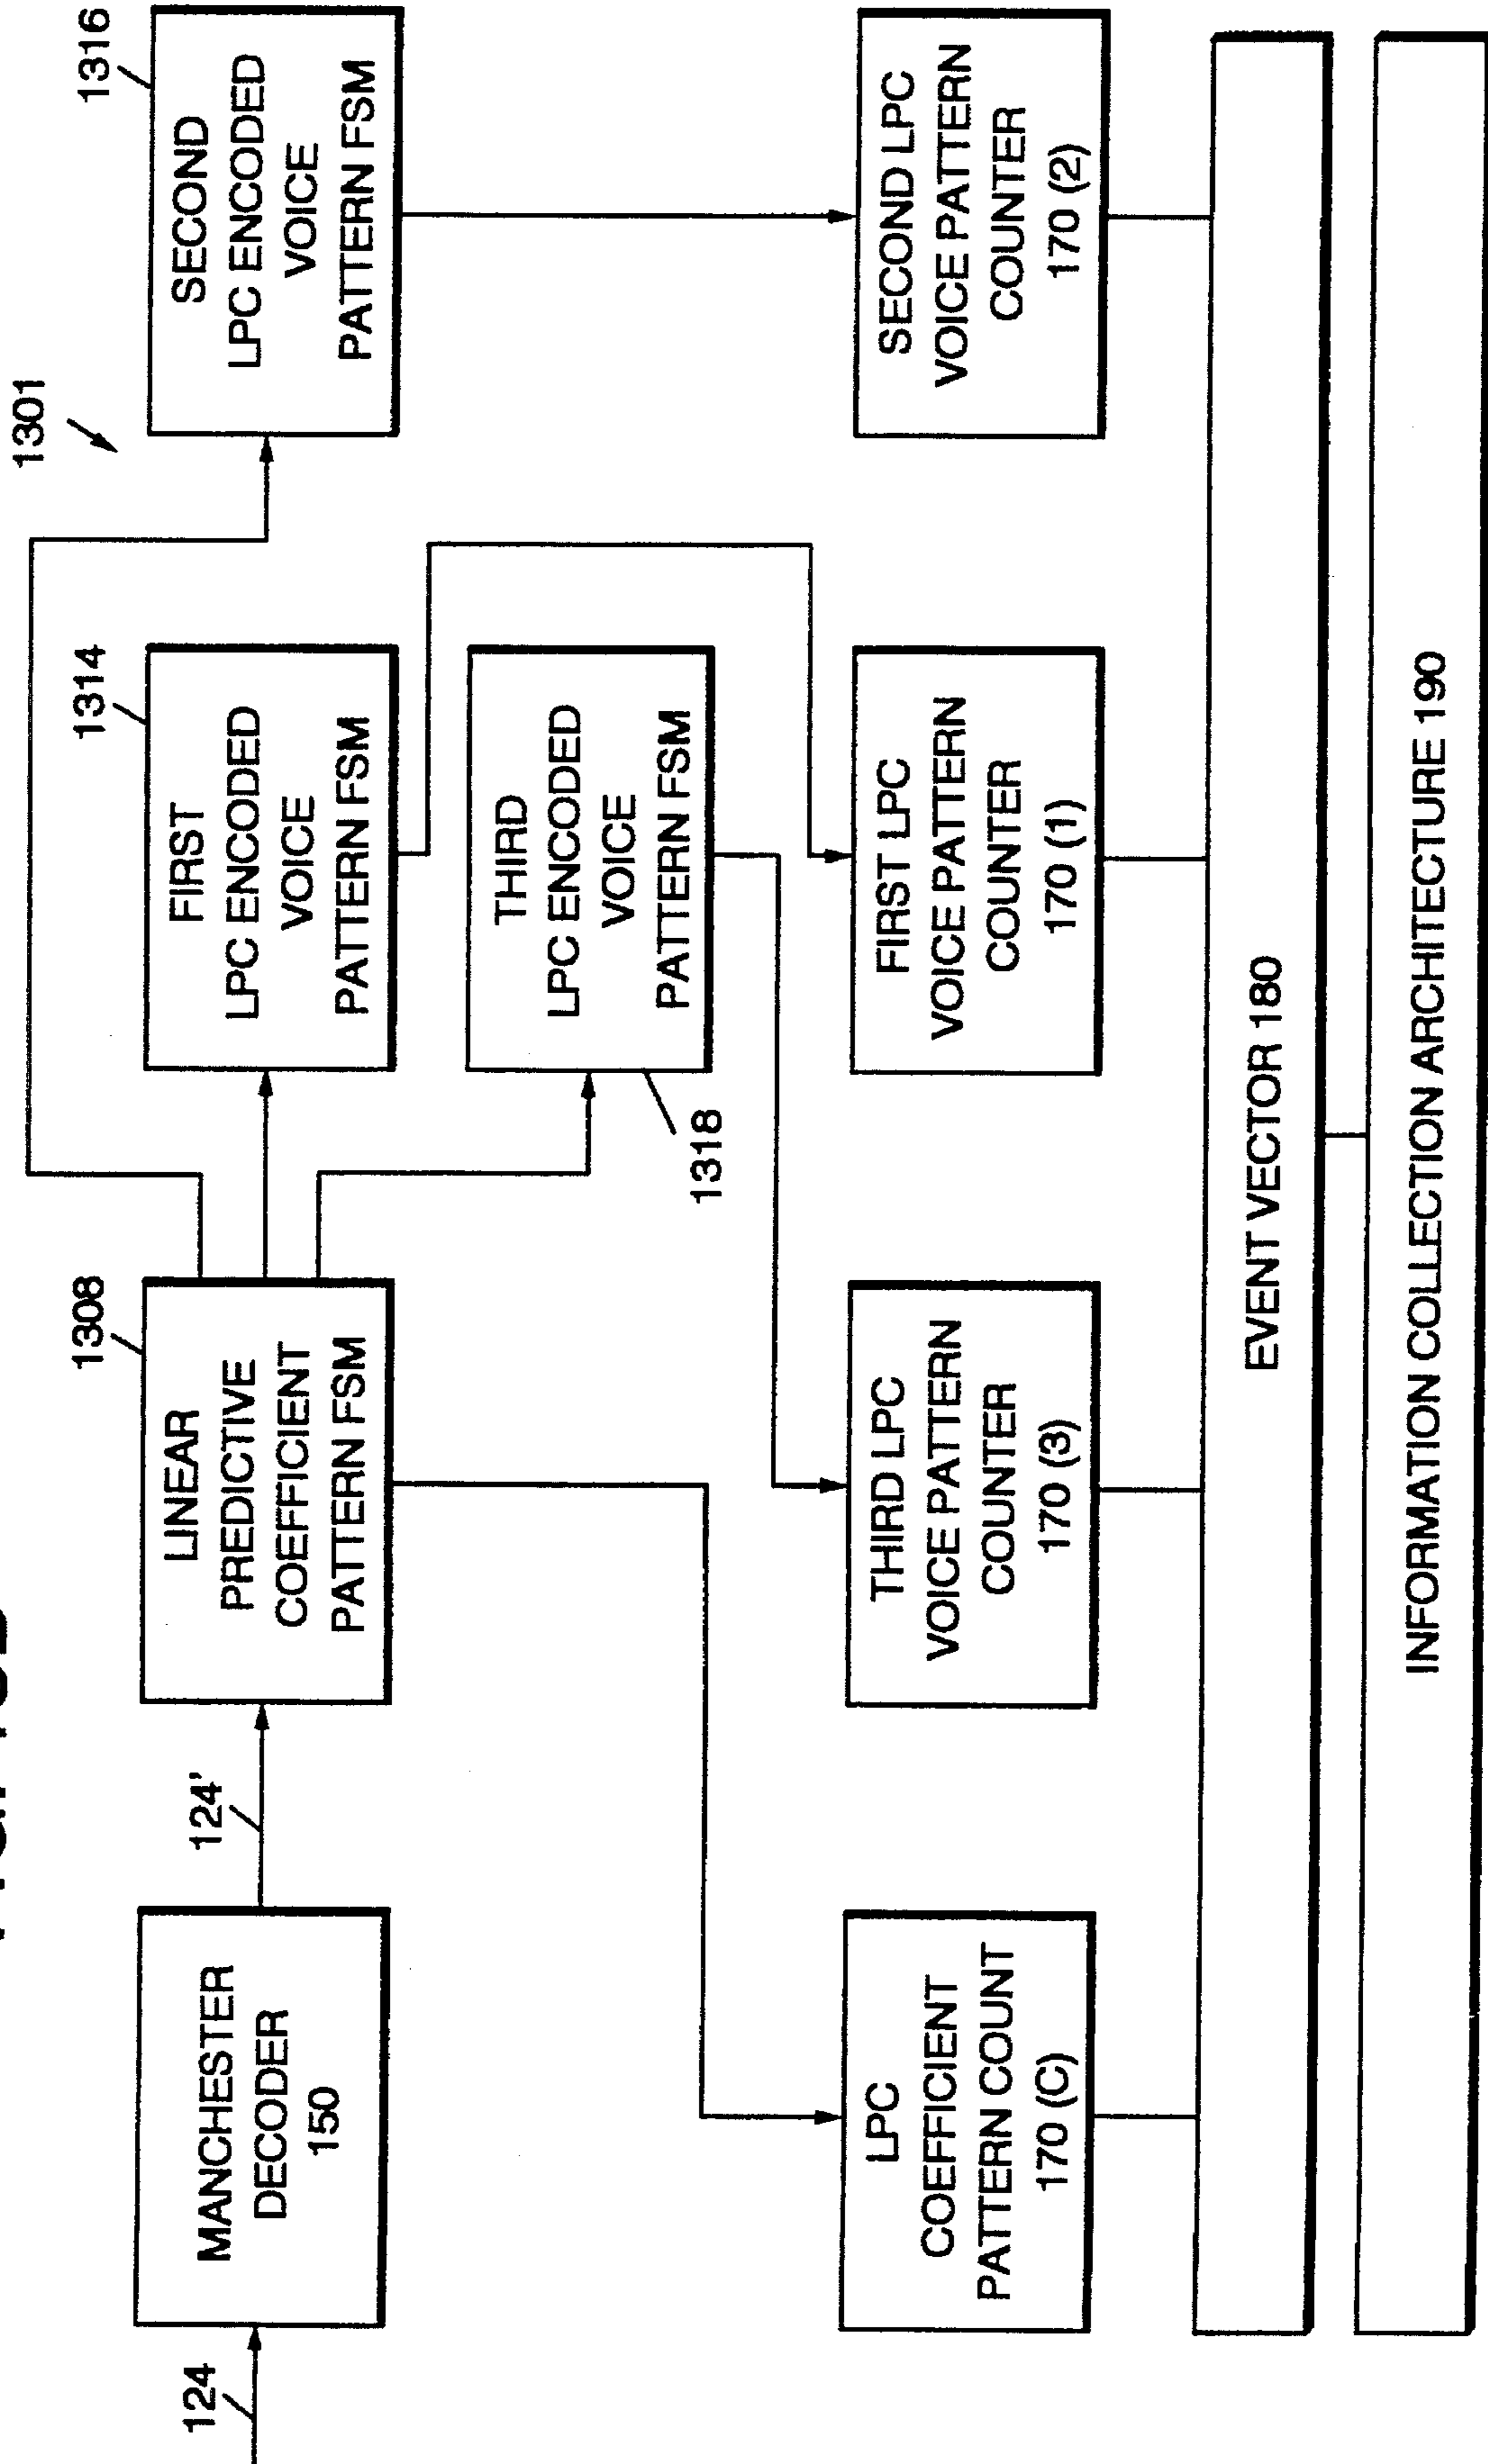 1301
124
MANCHESTER
DECODER
150
124'
1308
LINEAR
PREDICTIVE
COEFFICIENT
PATTERN FSM
1314
FIRST
LPC ENCODED
VOICE
PATTERN FSM
1316
SECOND
LPC ENCODED
VOICE
PATTERN FSM
THIRD
LPC ENCODED
VOICE
PATTERN FSM
1318
LPC
COEFFICIENT
PATTERN COUNT
170 (C)
THIRD LPC
VOICE PATTERN
COUNTER
170 (3)
FIRST LPC
VOICE PATTERN
COUNTER
170 (1)
SECOND LPC
VOICE PATTERN
COUNTER
170 (2)
EVENT VECTOR 180
INFORMATION COLLECTION ARCHITECTURE 190